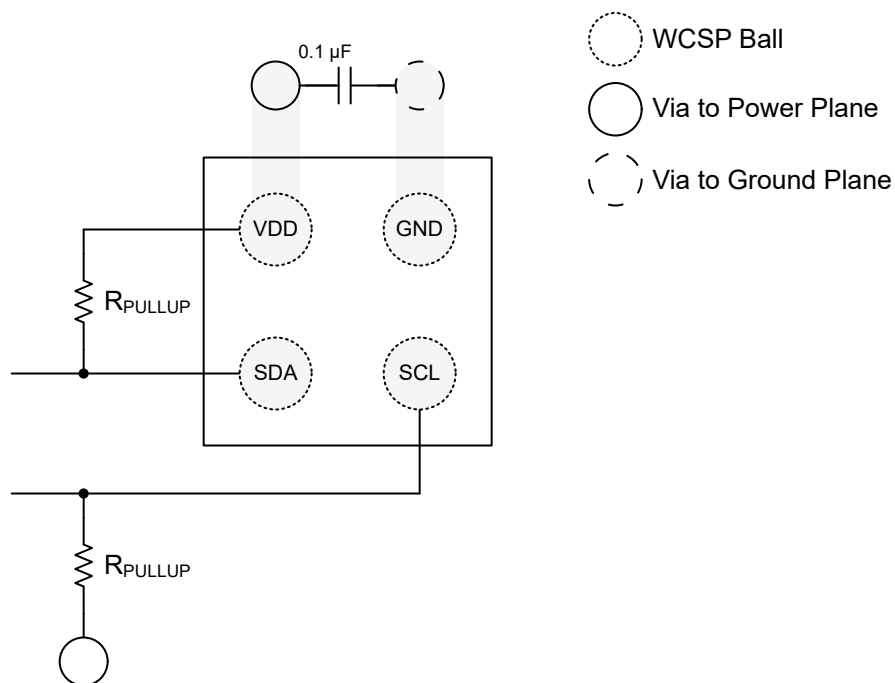 0.1 µF
WCSP Ball
Via to Power Plane
Via to Ground Plane
VDD
GND
RPULLUP
SDA
SCL
RPULLUP